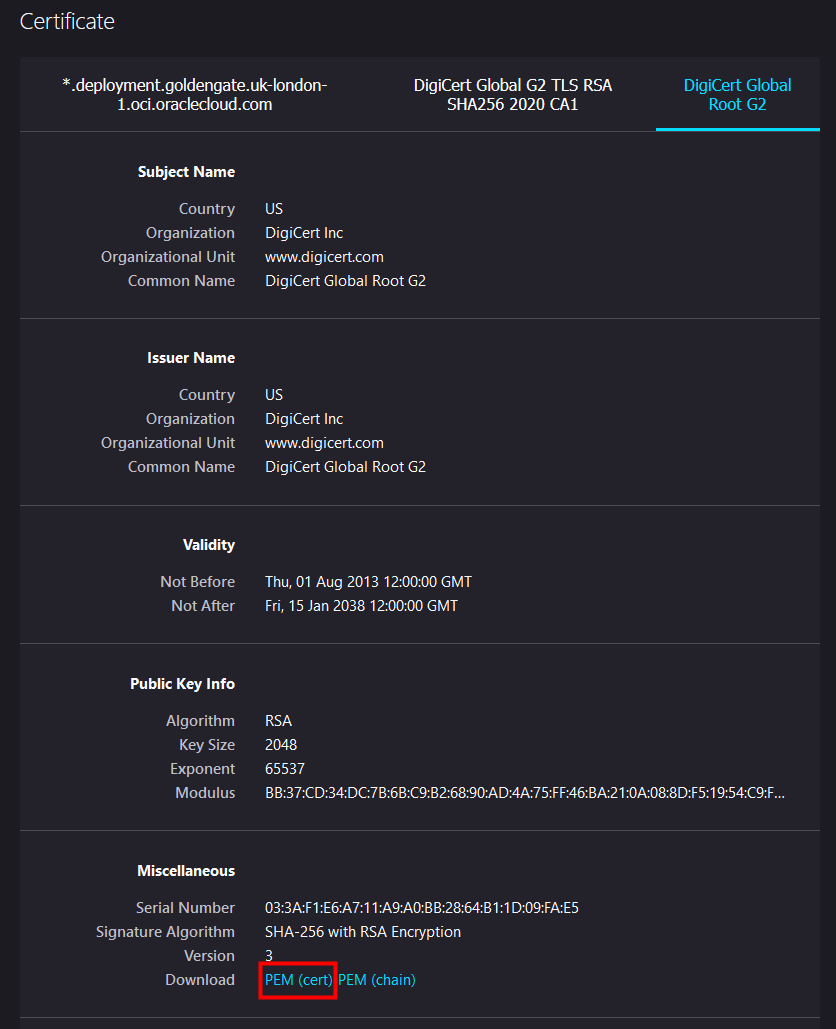 Certificate
*.deployment.goldengate.uk-london-
1.oci.oraclecloud.com
DigiCert Global G2 TLS RSA
SHA256 2020 CA1
DigiCert Global
Root G2
Subject Name
Country US
Organization DigiCert Inc
Organizational Unit www.digicert.com
Common Name DigiCert Global Root G2
Issuer Name
Country US
Organization DigiCert Inc
Organizational Unit www.digicert.com
Common Name DigiCert Global Root G2
Validity
Not Before Thu, 01 Aug 2013 12:00:00 GMT
Not After Fri, 15 Jan 2038 12:00:00 GMT
Public Key Info
Algorithm RSA
Key Size 2048
Exponent 65537
Modulus BB:37:CD:34:DC:7B:6B:C9:B2:68:90:AD:4A:75:FF:46:BA:21:0A:08:8D:F5:19:54:C9:F...
Miscellaneous
Serial Number 03:3A:F1:E6:A7:11:A9:A0:BB:28:64:B1:1D:09:FA:E5
Signature Algorithm SHA-256 with RSA Encryption
Version 3
Download PEM (cert) PEM (chain)